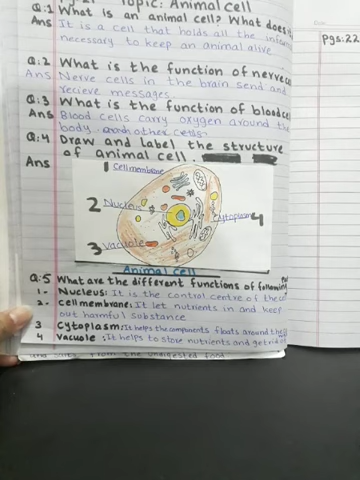 Topic: Animal cell
Q:1 What is an animal cell? What does
Ans It is a cell that holds all the
necessary to keep an animal alive
pgs:22
Q:2 What is the function of nerve
Ans Nerve cells in the brain send and
recieve messages.
Q:3 What is the function of blood
Ans Blood cells carry oxygen around the
body and other cells.
Q:4 Draw and Label the structure
of animal cell.
Ans
1 Cell membrane
2 Nucleus
Cytoplasm 4
3 Vacuole
Animal Cell
Q:5 What are the different functions of
1- Nucleus: It is the control centre of the
2- Cell membrane: It let nutrients in and keep
out harmful substance
3 Cytoplasm: It helps the components floats around the
4 Vacuole: It helps to store nutrients and get rid
from the undigested food